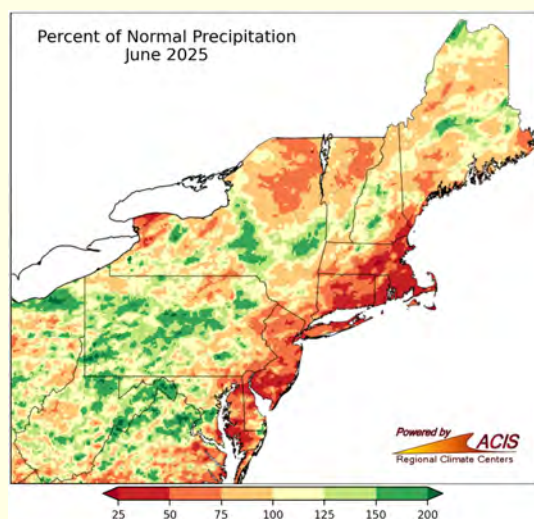 Percent of Normal Precipitation
June 2025
Powered by
ACIS
Regional Climate Centers
25 50 75 100 125 150 200